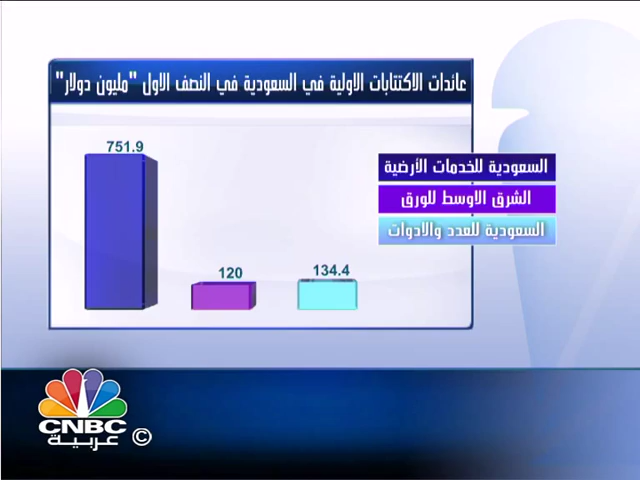 عائدات الاكتتابات الاولية في السعودية في النصف الاول "مليون دولار"
751.9
120
134.4
السعودية للخدمات الأرضية
الشرق الاوسط للورق
السعودية للعدد والادوات
CNBC
عربية ©